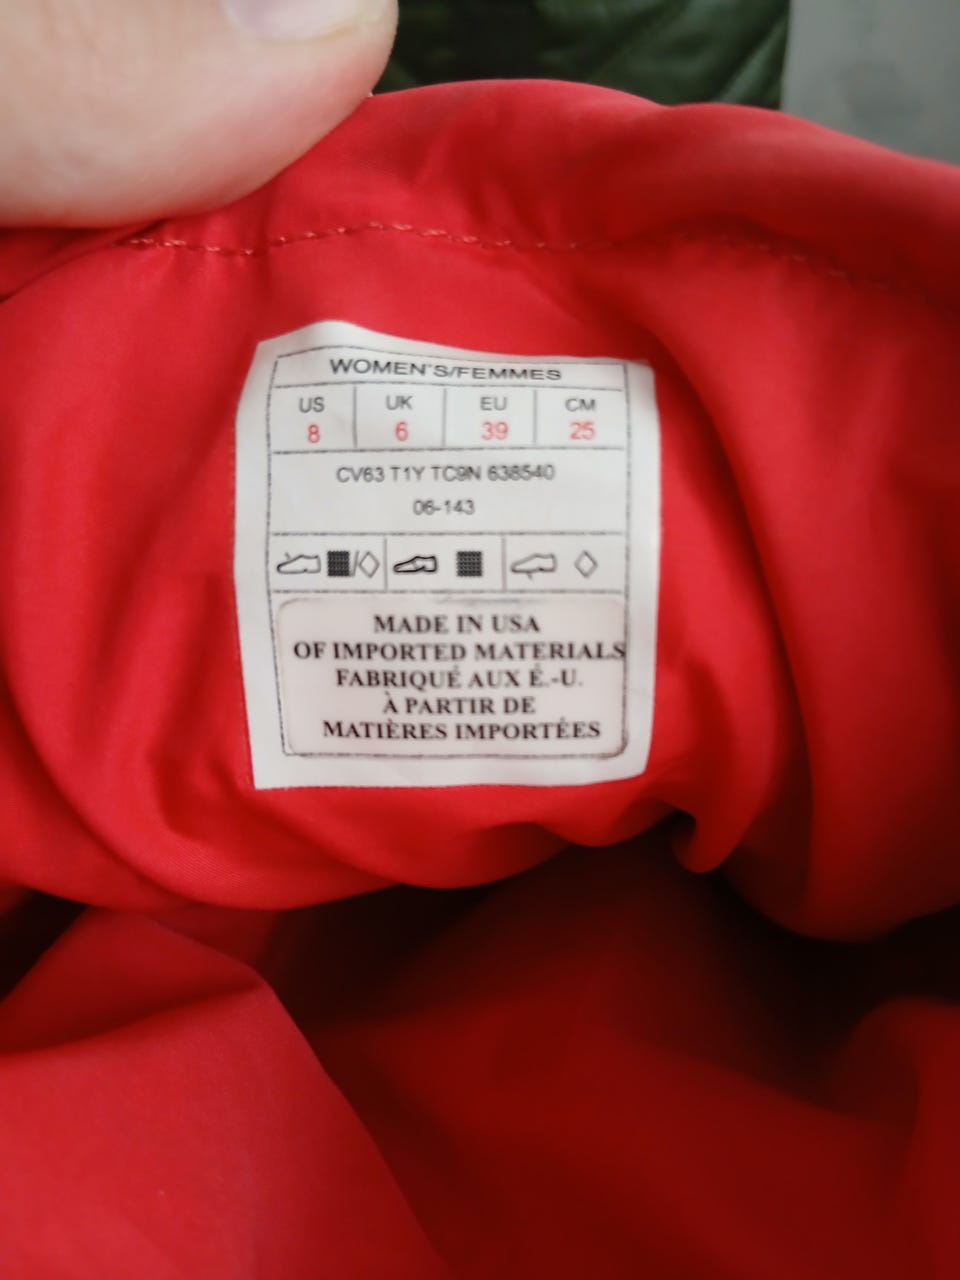 WOMEN'S/FEMMES
US UK EU CM
8 6 39 25
CV63 T1Y TC9N 638540
06-143
MADE IN USA
OF IMPORTED MATERIALS
FABRIQUÉ AUX É.-U.
À PARTIR DE
MATIÈRES IMPORTÉES